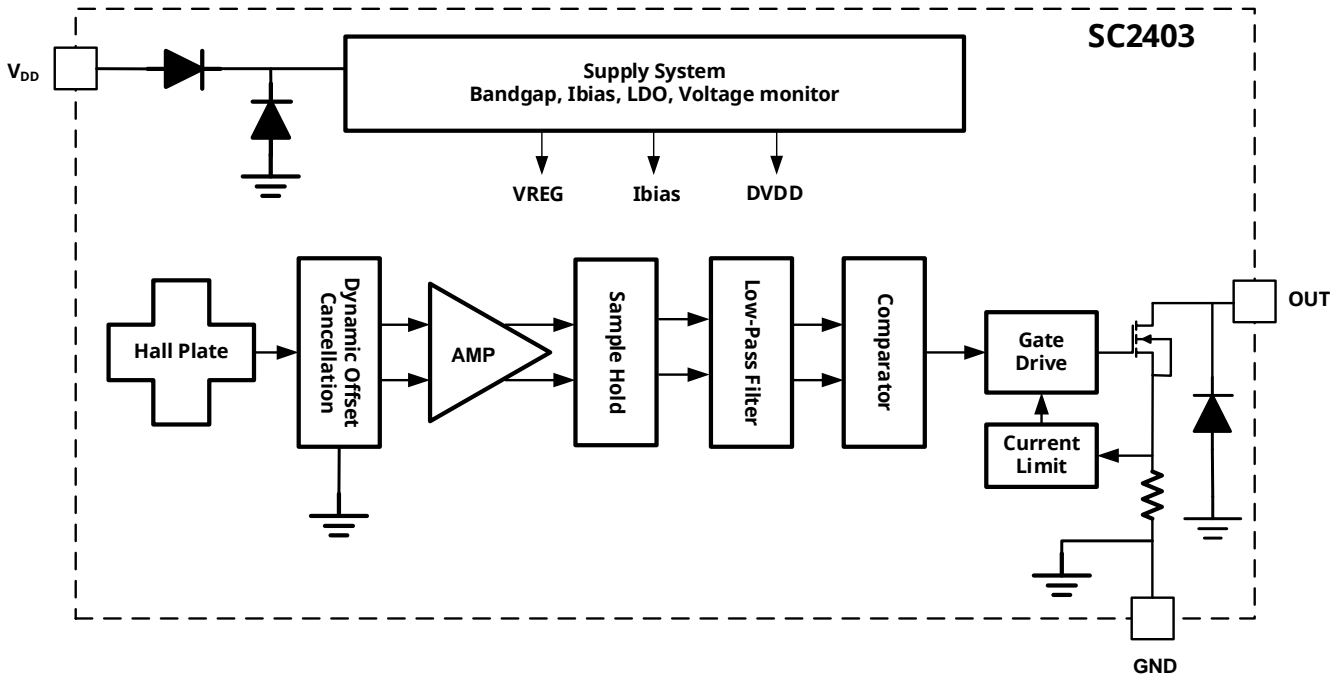 SC2403
VDD
Supply System
Bandgap, Ibias, LDO, Voltage monitor
VREG
Ibias
DVDD
Hall Plate
Dynamic Offset
Cancellation
AMP
Sample Hold
Low-Pass Filter
Comparator
Gate
Drive
Current
Limit
OUT
GND